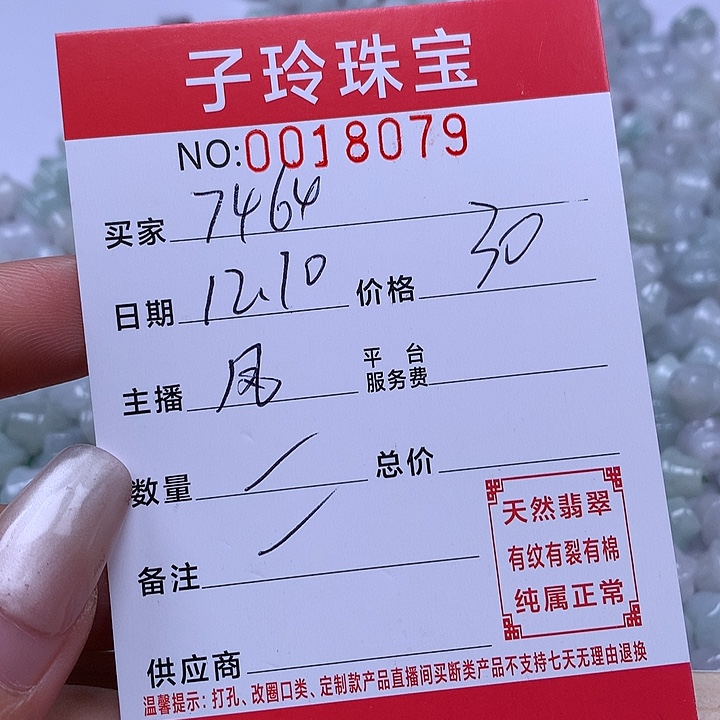 子玲珠宝
NO:0018079
买家 7464
日期 12.10 价格 30
主播 凤 平台服务费
数量 / 总价
备注 /
供应商
天然翡翠
有纹有裂有棉
纯属正常
温馨提示：打孔、改圈口类、定制款产品直播间买断类产品不支持七天无理由退换